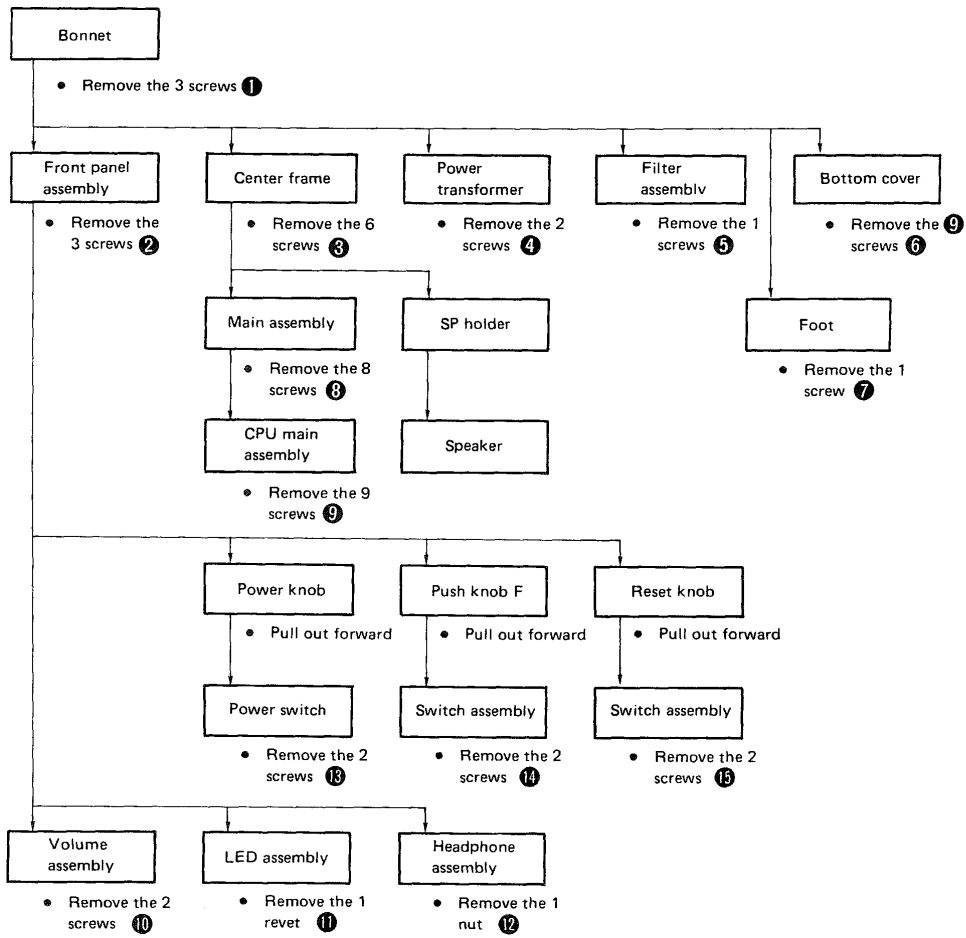 Bonnet
• Remove the 3 screws ❶
Front panel
assembly
• Remove the
3 screws ❷
Center frame
• Remove the 6
screws ❸
Power
transformer
• Remove the 2
screws ❹
Filter
assemblv
• Remove the 1
screws ❺
Bottom cover
• Remove the ❾
screws ❻
Main assembly
• Remove the 8
screws ❽
SP holder
Foot
• Remove the 1
screw ❼
CPU main
assembly
• Remove the 9
screws ❾
Speaker
Power knob
• Pull out forward
Push knob F
• Pull out forward
Reset knob
• Pull out forward
Power switch
• Remove the 2
screws ⓭
Switch assembly
• Remove the 2
screws ⓮
Switch assembly
• Remove the 2
screws ⓯
Volume
assembly
• Remove the 2
screws ❿
LED assembly
• Remove the 1
revet ⓫
Headphone
assembly
• Remove the 1
nut ⓬